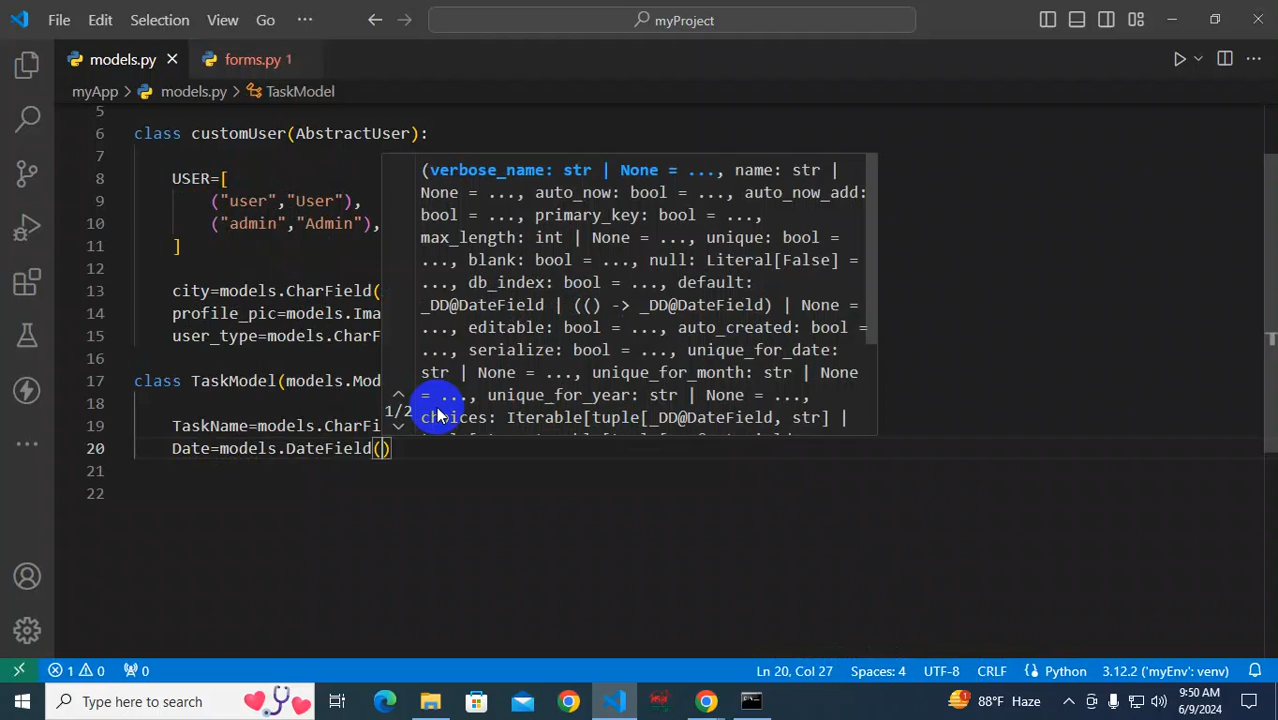 File Edit Selection View Go ··· myProject
models.py forms.py 1
myApp > models.py > TaskModel
5
6 class customUser(AbstractUser):
7
8 USER=[
9 ("user","User"),
10 ("admin","Admin"),
11 ]
12
13 city=models.CharField(
14 profile_pic=models.Ima
15 user_type=models.CharF
16
17 class TaskModel(models.Mod
18
19 TaskName=models.CharFi
20 Date=models.DateField()
21
22
(verbose_name: str | None = ..., name: str |
None = ..., auto_now: bool = ..., auto_now_add:
bool = ..., primary_key: bool = ...,
max_length: int | None = ..., unique: bool =
..., blank: bool = ..., null: Literal[False] =
..., db_index: bool = ..., default:
_DD@DateField | (() -> _DD@DateField) | None =
..., editable: bool = ..., auto_created: bool =
..., serialize: bool = ..., unique_for_date:
str | None = ..., unique_for_month: str | None
= ..., unique_for_year: str | None = ...,
1/2 choices: Iterable[tuple[_DD@DateField, str] |
1 0 0 Ln 20, Col 27 Spaces: 4 UTF-8 CRLF Python 3.12.2 ('myEnv': venv)
Type here to search 88°F Haze 9:50 AM
6/9/2024